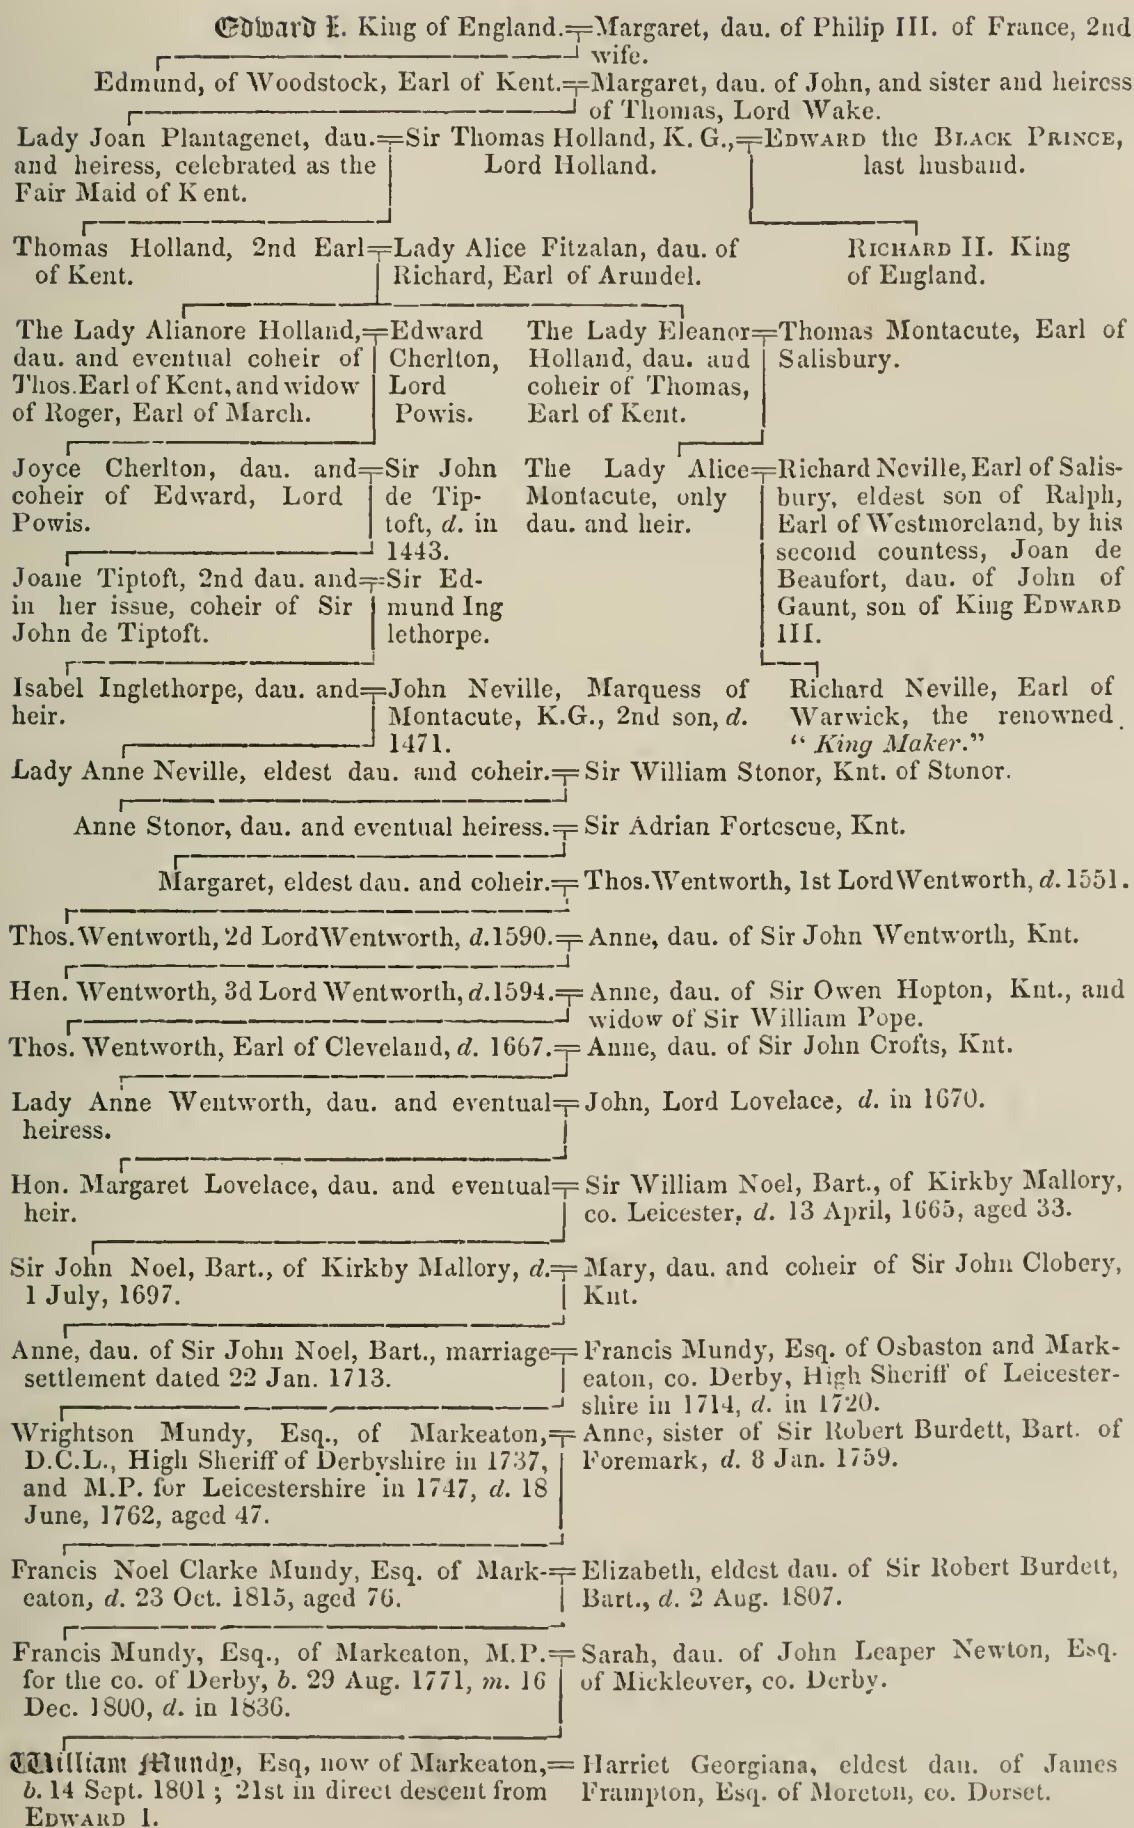 Edward I. King of England.=Margaret, dau. of Philip III. of France, 2nd
wife.
Edmund, of Woodstock, Earl of Kent.=Margaret, dau. of John, and sister and heiress
of Thomas, Lord Wake.
Lady Joan Plantagenet, dau.=Sir Thomas Holland, K. G.,=EDWARD the BLACK PRINCE,
and heiress, celebrated as the Lord Holland. last husband.
Fair Maid of Kent.
Thomas Holland, 2nd Earl=Lady Alice Fitzalan, dau. of RICHARD II. King
of Kent. Richard, Earl of Arundel. of England.
The Lady Alianore Holland,=Edward The Lady Eleanor=Thomas Montacute, Earl of
dau. and eventual coheir of Cherlton, Holland, dau. and Salisbury.
Thos. Earl of Kent, and widow Lord coheir of Thomas,
of Roger, Earl of March. Powis. Earl of Kent.
Joyce Cherlton, dau. and=Sir John The Lady Alice=Richard Neville, Earl of Salis-
coheir of Edward, Lord de Tip- Montacute, only bury, eldest son of Ralph,
Powis. toft, d. in dau. and heir. Earl of Westmoreland, by his
1443. second countess, Joan de
Joane Tiptoft, 2nd dau. and=Sir Ed- Beaufort, dau. of John of
in her issue, coheir of Sir mund Ing Gaunt, son of King EDWARD
John de Tiptoft. lethorpe. III.
Isabel Inglethorpe, dau. and=John Neville, Marquess of Richard Neville, Earl of
heir. Montacute, K.G., 2nd son, d. Warwick, the renowned
1471. "King Maker."
Lady Anne Neville, eldest dau. and coheir.=Sir William Stonor, Knt. of Stonor.
Anne Stonor, dau. and eventual heiress.=Sir Adrian Fortescue, Knt.
Margaret, eldest dau. and coheir.=Thos. Wentworth, 1st Lord Wentworth, d. 1551.
Thos. Wentworth, 2d Lord Wentworth, d. 1590.=Anne, dau. of Sir John Wentworth, Knt.
Hen. Wentworth, 3d Lord Wentworth, d. 1594.=Anne, dau. of Sir Owen Hopton, Knt., and
widow of Sir William Pope.
Thos. Wentworth, Earl of Cleveland, d. 1667.=Anne, dau. of Sir John Crofts, Knt.
Lady Anne Wentworth, dau. and eventual=John, Lord Lovelace, d. in 1670.
heiress.
Hon. Margaret Lovelace, dau. and eventual=Sir William Noel, Bart., of Kirkby Mallory,
heir. co. Leicester, d. 13 April, 1665, aged 33.
Sir John Noel, Bart., of Kirkby Mallory, d.=Mary, dau. and coheir of Sir John Clobery,
1 July, 1697. Knt.
Anne, dau. of Sir John Noel, Bart., marriage=Francis Mundy, Esq. of Osbaston and Mark-
settlement dated 22 Jan. 1713. eaton, co. Derby, High Sheriff of Leicester-
shire in 1714, d. in 1720.
Wrightson Mundy, Esq., of Markeaton,=Anne, sister of Sir Robert Burdett, Bart. of
D.C.L., High Sheriff of Derbyshire in 1737, Foremark, d. 8 Jan. 1759.
and M.P. for Leicestershire in 1747, d. 18
June, 1762, aged 47.
Francis Noel Clarke Mundy, Esq. of Mark-=Elizabeth, eldest dau. of Sir Robert Burdett,
eaton, d. 23 Oct. 1815, aged 76. Bart., d. 2 Aug. 1807.
Francis Mundy, Esq., of Markeaton, M.P.=Sarah, dau. of John Leaper Newton, Esq.
for the co. of Derby, b. 29 Aug. 1771, m. 16 of Mickleover, co. Derby.
Dec. 1800, d. in 1836.
William Mundy, Esq, now of Markeaton,=Harriet Georgiana, eldest dau. of James
b. 14 Sept. 1801; 21st in direct descent from Frampton, Esq. of Moreton, co. Dorset.
EDWARD I.